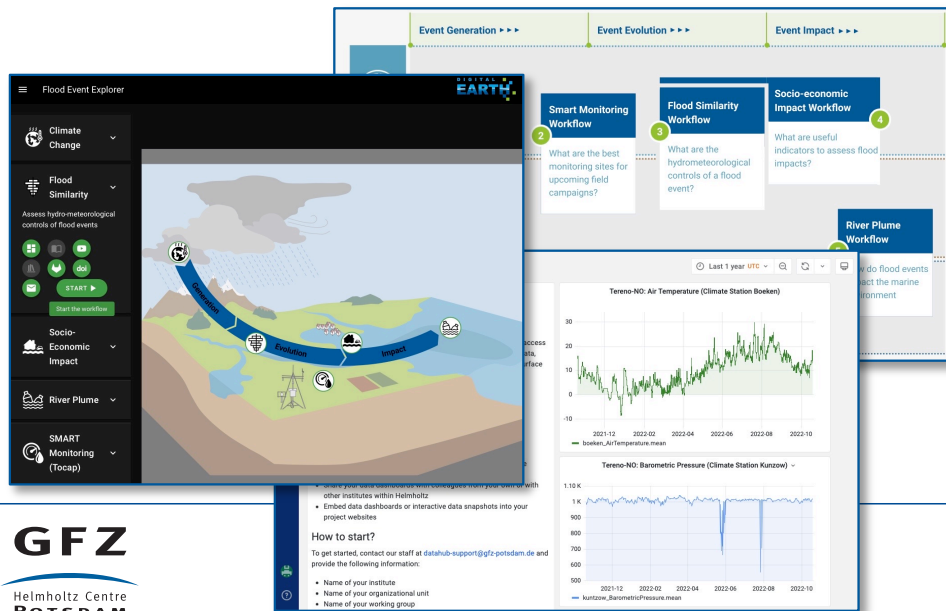 Event Generation ▸ ▸ ▸
Event Evolution ▸ ▸ ▸
Event Impact ▸ ▸ ▸
Smart Monitoring
Workflow
2
What are the best
monitoring sites for
upcoming field
campaigns?
Flood Similarity
Workflow
3
What are the
hydrometeorological
controls of a flood
event?
Socio-economic
Impact Workflow
4
What are useful
indicators to assess flood
impacts?
River Plume
Workflow
do flood events
the marine
Flood Event Explorer
DIGITAL
EARTH
Climate
Change
Flood
Similarity
Assess hydro-meteorological
controls of flood events
doi
START
Start the workflow
Socio-
Economic
Impact
River Plume
SMART
Monitoring
(Tocap)
Generation
Evolution
Impact
Last 1 year UTC
access
Tereno-NO: Air Temperature (Climate Station Boeken)
30
20
10
0
-10
2021-12 2022-02 2022-04 2022-06 2022-08 2022-10
boeken_AirTemperature.mean
Tereno-NO: Barometric Pressure (Climate Station Kunzow)
1.10 K
1 K
900
800
700
600
500
2021-12 2022-02 2022-04 2022-06 2022-08 2022-10
kuntzow_BarometricPressure.mean
• Share your data dashboards with colleagues from your own or with
other institutes within Helmholtz
• Embed data dashboards or interactive data snapshots into your
project websites
How to start?
To get started, contact our staff at datahub-support@gfz-potsdam.de and
provide the following information:
• Name of your institute
• Name of your organizational unit
• Name of your working group
GFZ
Helmholtz Centre
POTSDAM